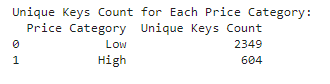 Unique Keys Count for Each Price Category:
Price Category Unique Keys Count
0 Low 2349
1 High 604